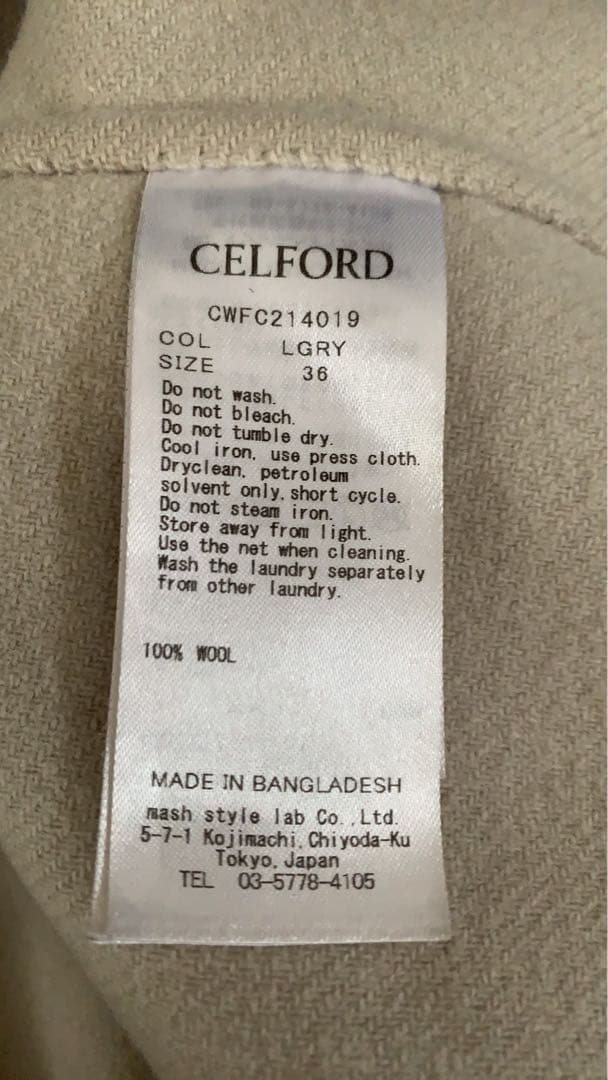 CELFORD
CWFC214019
COL LGRY
SIZE 36
Do not wash.
Do not bleach.
Do not tumble dry.
Cool iron, use press cloth.
Dryclean, petroleum
solvent only, short cycle.
Do not steam iron.
Store away from light.
Use the net when cleaning.
Wash the laundry separately
from other laundry.
100% WOOL
MADE IN BANGLADESH
mash style lab Co.,Ltd.
5-7-1 Kojimachi,Chiyoda-Ku
Tokyo,Japan
TEL 03-5778-4105